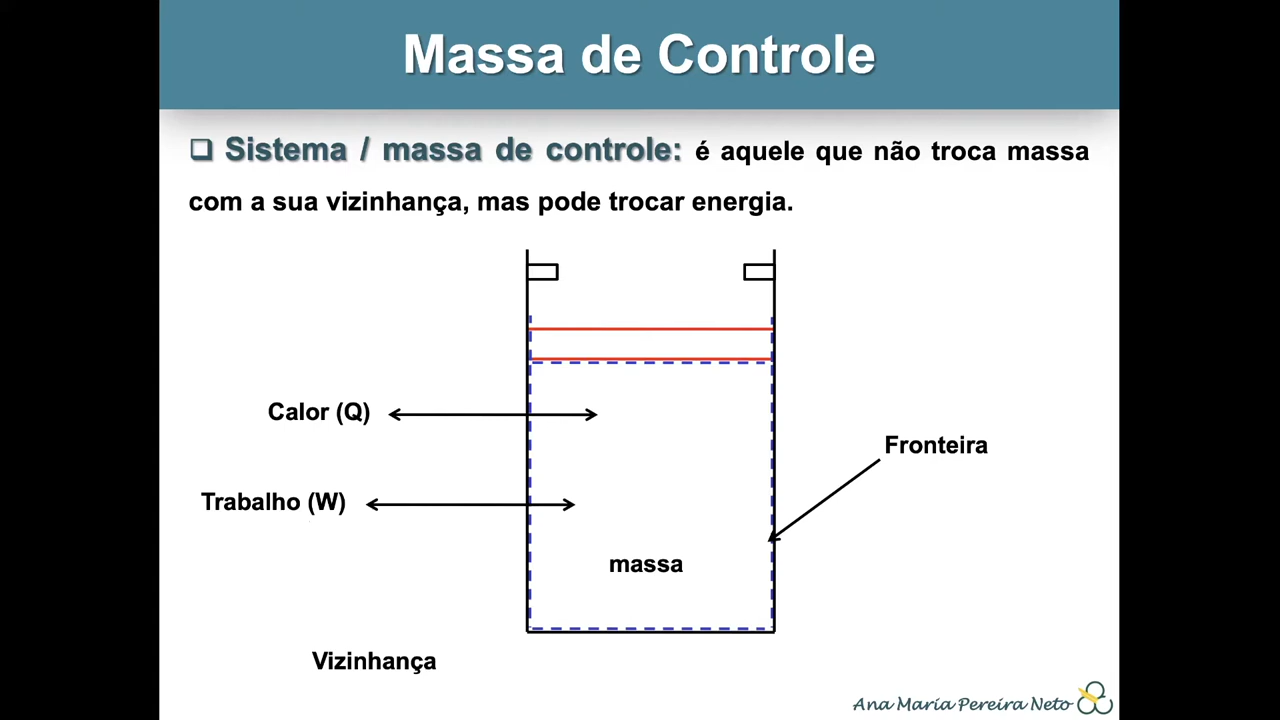 Massa de Controle
Sistema / massa de controle: é aquele que não troca massa
com a sua vizinhança, mas pode trocar energia.
Calor (Q)
Fronteira
Trabalho (W)
massa
Vizinhança
Ana Maria Pereira Neto